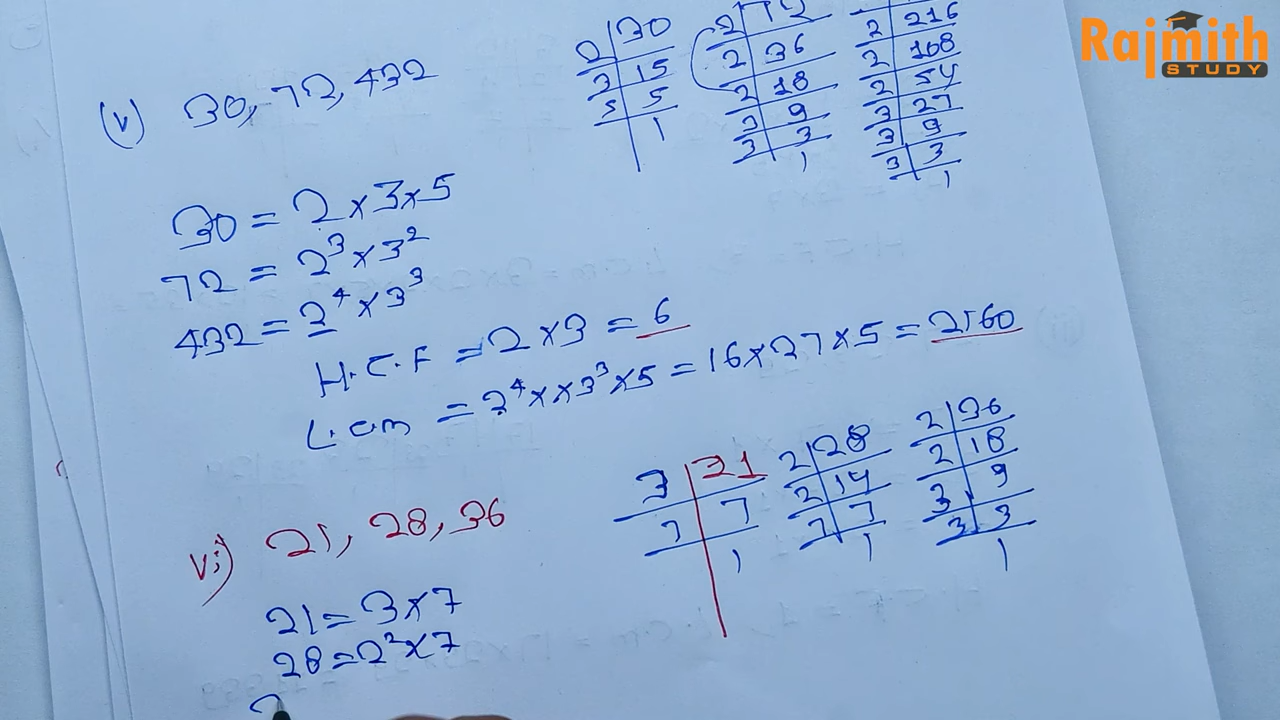 Rajmith
STUDY
(v) 30, 72, 432
2 | 30
3 | 15
5 | 5
1
2 | 72
2 | 36
2 | 18
3 | 9
3 | 3
1
2 | 216
2 | 108
2 | 54
3 | 27
3 | 9
3 | 3
1
30 = 2 × 3 × 5
72 = 2³ × 3²
432 = 2⁴ × 3³
H.C.F = 2 × 3 = 6
L.cm = 2⁴ × × 3³ × 5 = 16 × 27 × 5 = 2160
vi) 21, 28, 36
3 | 21
7 | 7
1
2 | 28
2 | 14
7 | 7
1
2 | 36
2 | 18
3 | 9
3 | 3
1
21 = 3 × 7
28 = 2² × 7